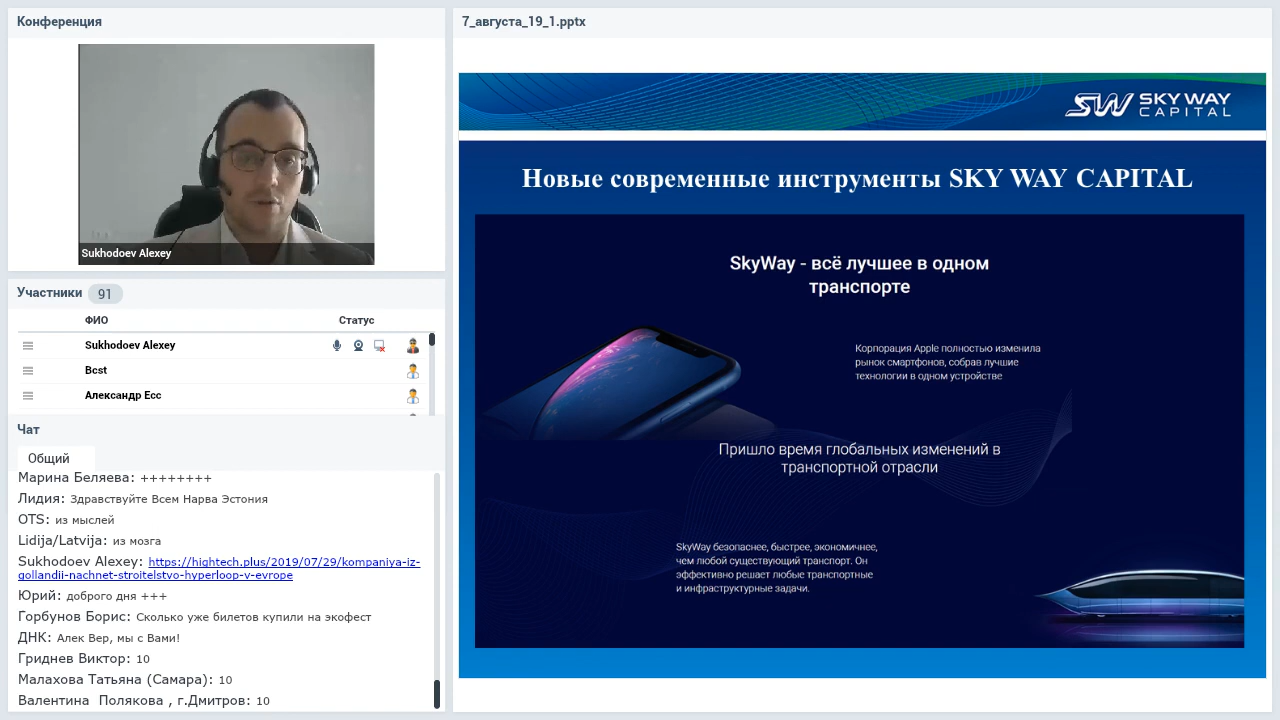 Конференция
Sukhodoev Alexey
Участники 91
ФИО Статус
Sukhodoev Alexey
Bcst
Александр Есс
Чат
Общий
Марина Беляева: ++++++++
Лидия: Здравствуйте Всем Нарва Эстония
OTS: из мыслей
Lidija/Latvija: из мозга
Sukhodoev Alexey: https://hightech.plus/2019/07/29/kompaniya-iz-
gollandii-nachnet-stroitelstvo-hyperloop-v-evrope
Юрий: доброго дня +++
Горбунов Борис: Сколько уже билетов купили на экофест
ДНК: Алек Вер, мы с Вами!
Гриднев Виктор: 10
Малахова Татьяна (Самара): 10
Валентина Полякова , г.Дмитров: 10
7_августа_19_1.pptx
SW SKY WAY
CAPITAL
Новые современные инструменты SKY WAY CAPITAL
SkyWay - всё лучшее в одном
транспорте
Корпорация Apple полностью изменила
рынок смартфонов, собрав лучшие
технологии в одном устройстве
Пришло время глобальных изменений в
транспортной отрасли
SkyWay безопаснее, быстрее, экономичнее,
чем любой существующий транспорт. Он
эффективно решает любые транспортные
и инфраструктурные задачи.